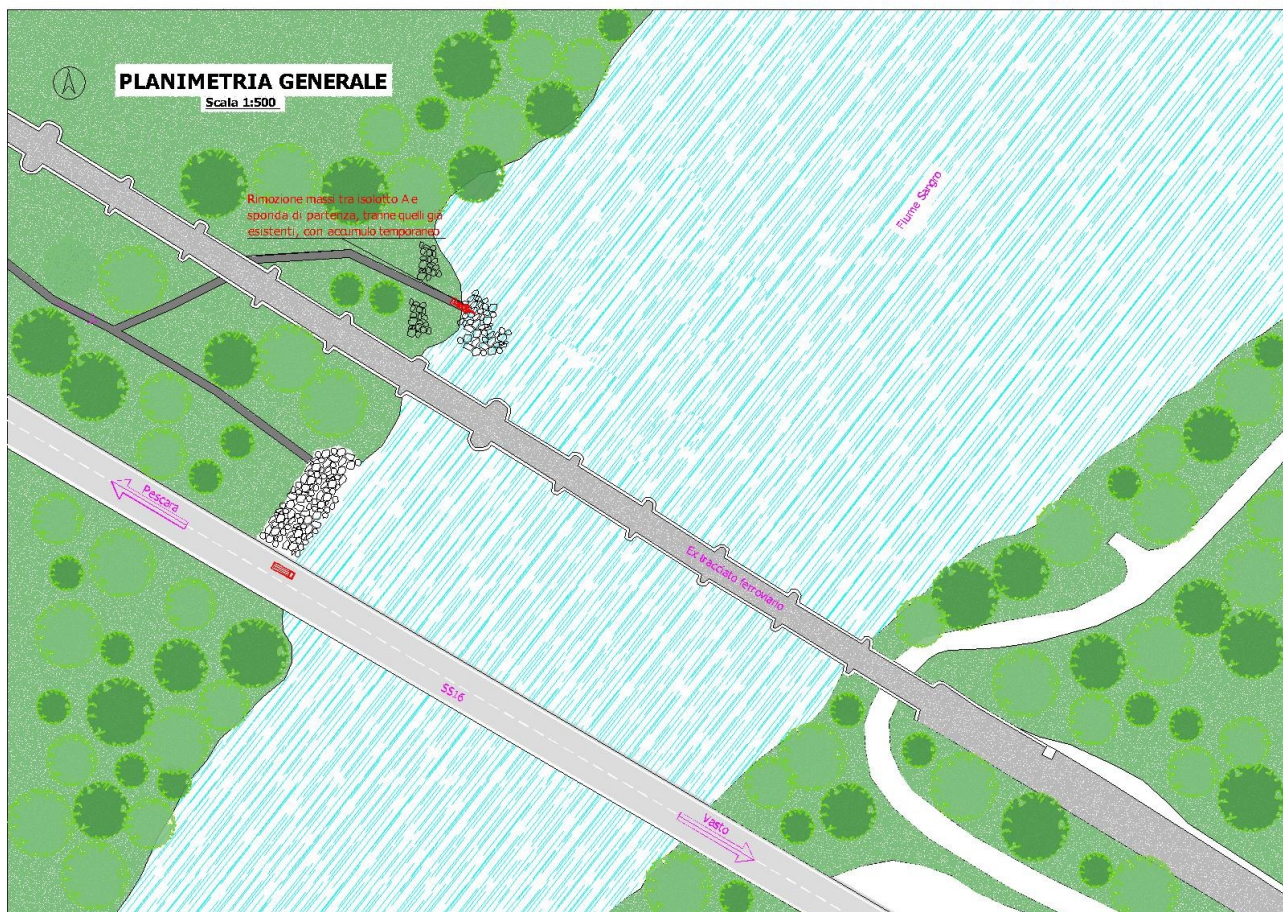 PLANIMETRIA GENERALE
Scala 1:500
Rimozione massi tra isolotto A e
sponda di partenza, tranne quelli già
esistenti, con accumulo temporaneo
Fiume Sangro
Pescara
Ex tracciato ferroviario
SS16
Vasto